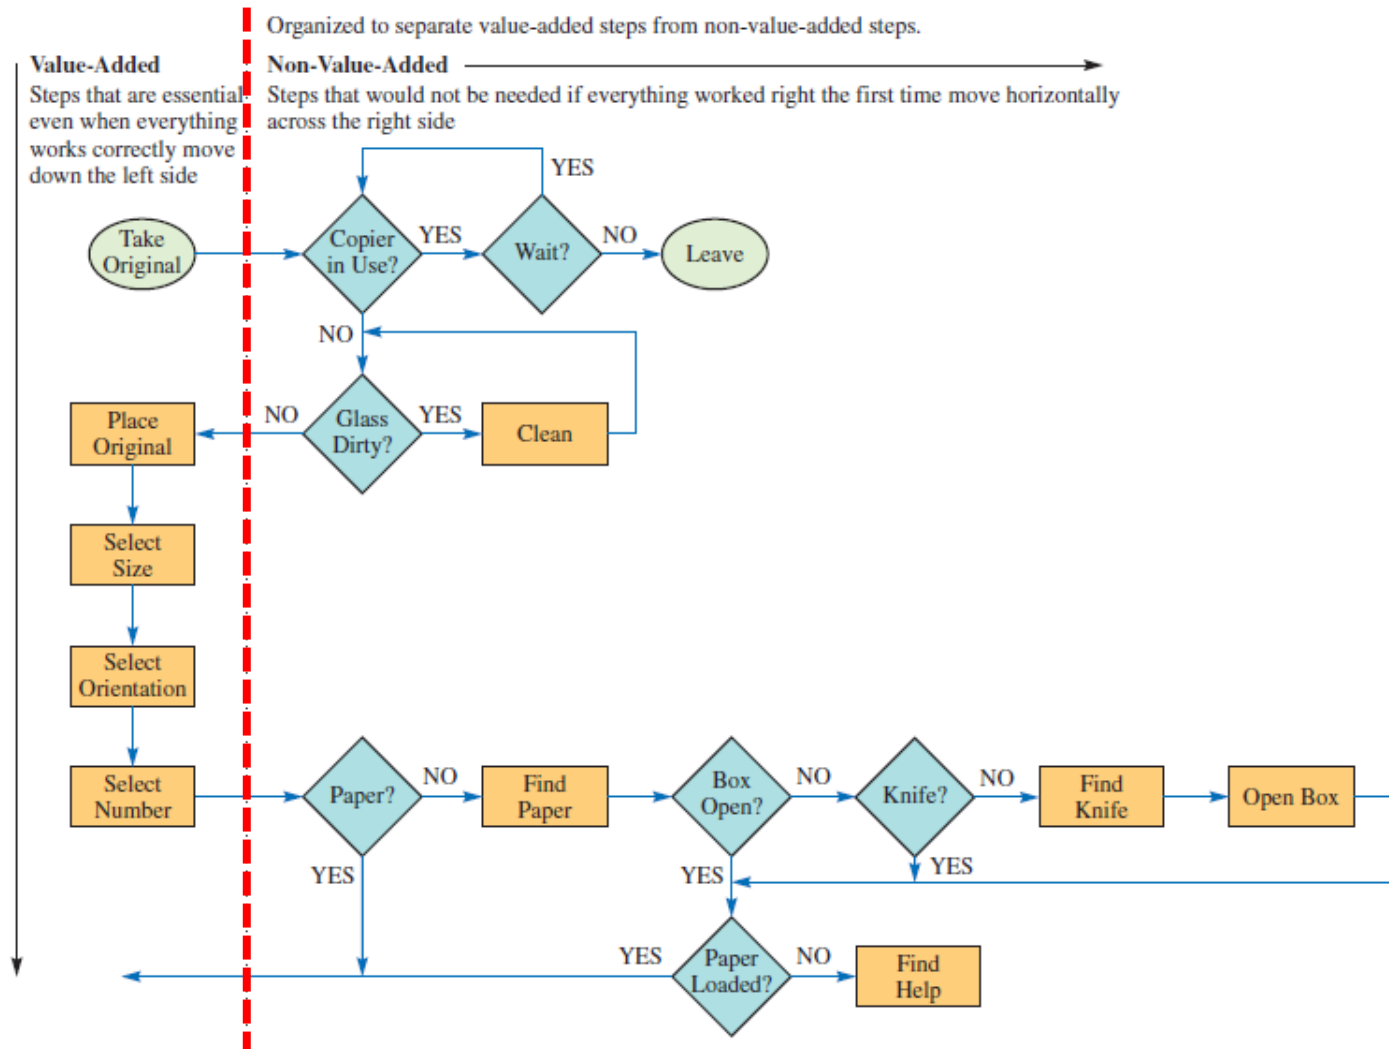 Organized to separate value-added steps from non-value-added steps.
Value-Added
Steps that are essential
even when everything
works correctly move
down the left side
Non-Value-Added
Steps that would not be needed if everything worked right the first time move horizontally
across the right side
YES
Take
Original
Copier
in Use?
YES
Wait?
NO
Leave
NO
Place
Original
NO
Glass
Dirty?
YES
Clean
Select
Size
Select
Orientation
Select
Number
Paper?
NO
Find
Paper
Box
Open?
NO
Knife?
NO
Find
Knife
Open Box
YES
YES
YES
YES
Paper
Loaded?
NO
Find
Help